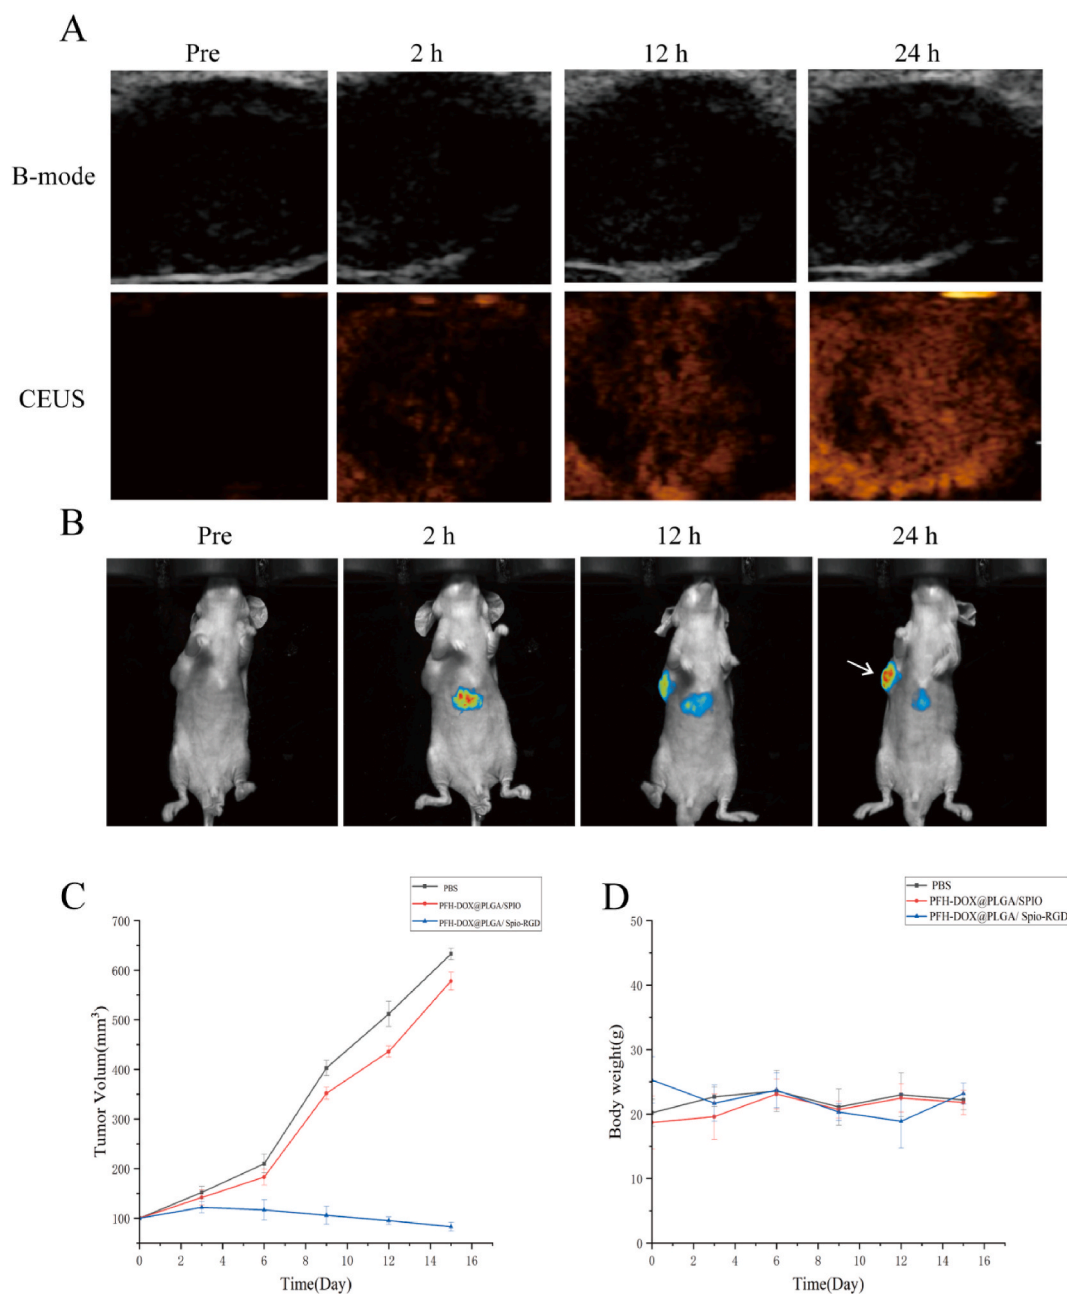 A
Pre 2 h 12 h 24 h
B-mode
CEUS
B
Pre 2 h 12 h 24 h
C
PBS
PFH-DOX@PLGA/SPIO
PFH-DOX@PLGA/ Spio-RGD
700
600
500
400
300
200
100
Tumor Volum(mm³)
0 2 4 6 8 10 12 14 16
Time(Day)
D
PBS
PFH-DOX@PLGA/SPIO
PFH-DOX@PLGA/ Spio-RGD
50
40
30
20
10
0
Body weight(g)
0 2 4 6 8 10 12 14 16
Time(Day)